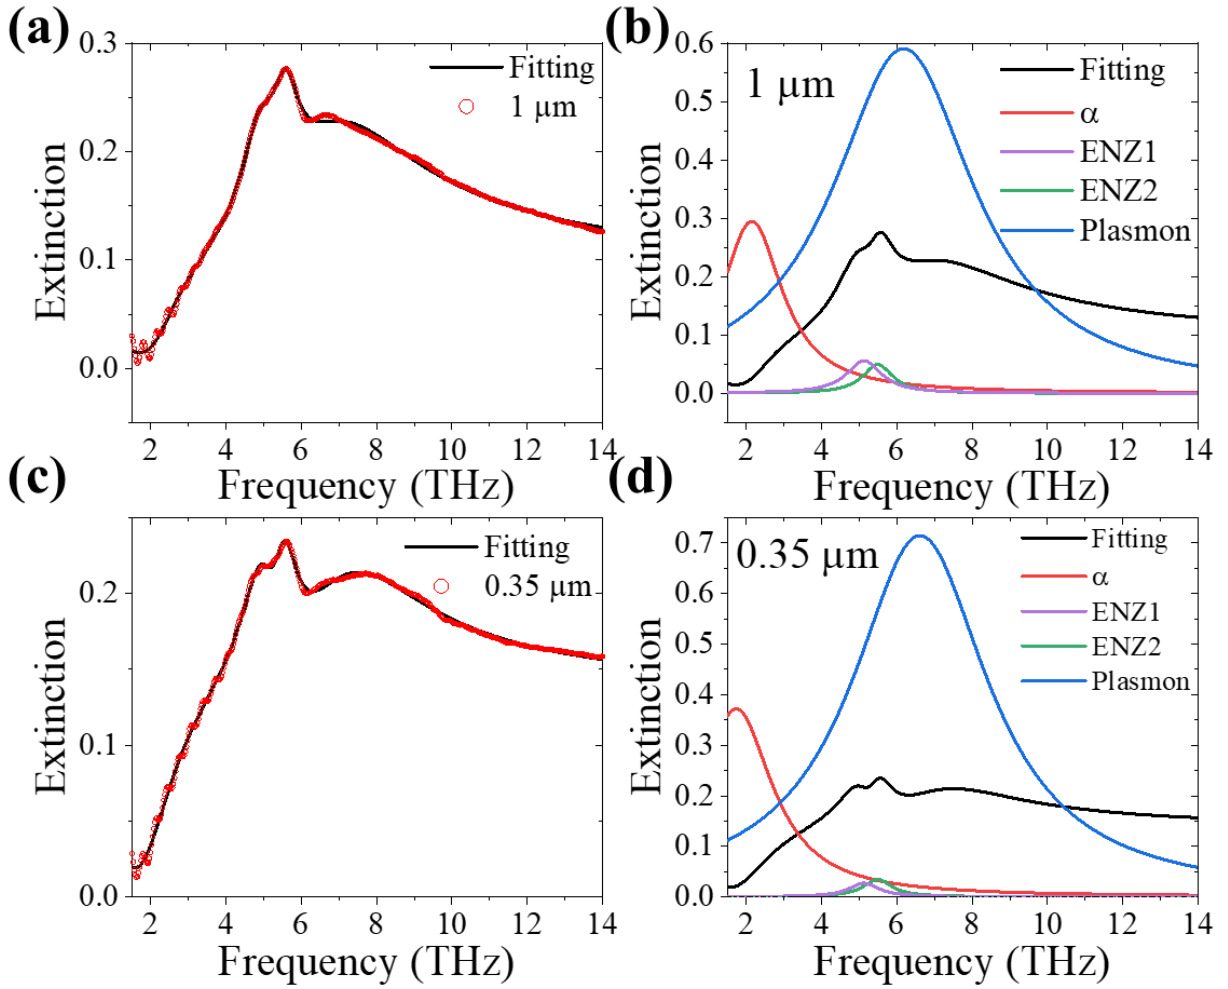 (a)
0.3
0.2
0.1
0.0
Extinction
Fitting
1 μm
2 4 6 8 10 12 14
Frequency (THz)
(b)
0.6
0.5
0.4
0.3
0.2
0.1
0.0
Extinction
1 μm
Fitting
α
ENZ1
ENZ2
Plasmon
2 4 6 8 10 12 14
Frequency (THz)
(c)
0.2
0.1
0.0
Extinction
Fitting
0.35 μm
2 4 6 8 10 12 14
Frequency (THz)
(d)
0.7
0.6
0.5
0.4
0.3
0.2
0.1
0.0
Extinction
0.35 μm
Fitting
α
ENZ1
ENZ2
Plasmon
2 4 6 8 10 12 14
Frequency (THz)